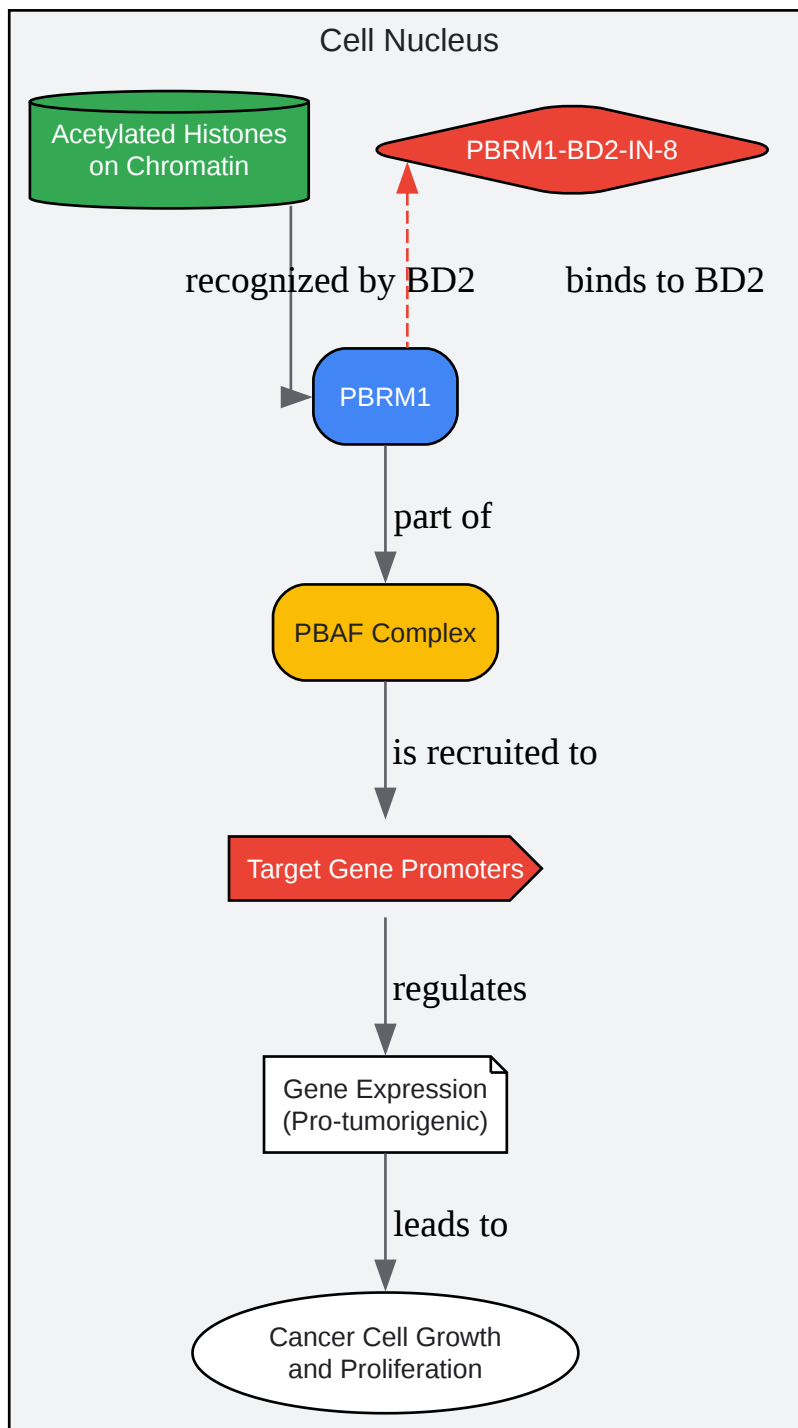 Cell Nucleus
Acetylated Histones
on Chromatin
PBRM1-BD2-IN-8
recognized by BD2
binds to BD2
PBRM1
part of
PBAF Complex
is recruited to
Target Gene Promoters
regulates
Gene Expression
(Pro-tumorigenic)
leads to
Cancer Cell Growth
and Proliferation